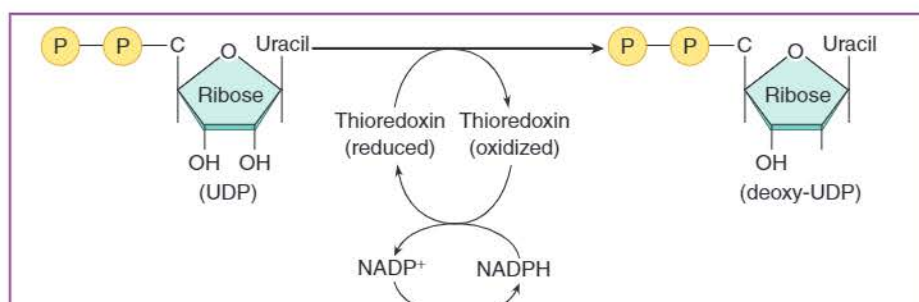 P P C O Uracil P P C O Uracil
Ribose Ribose
Thioredoxin Thioredoxin
(reduced) (oxidized)
OH OH OH
(UDP) (deoxy-UDP)
NADP⁺ NADPH